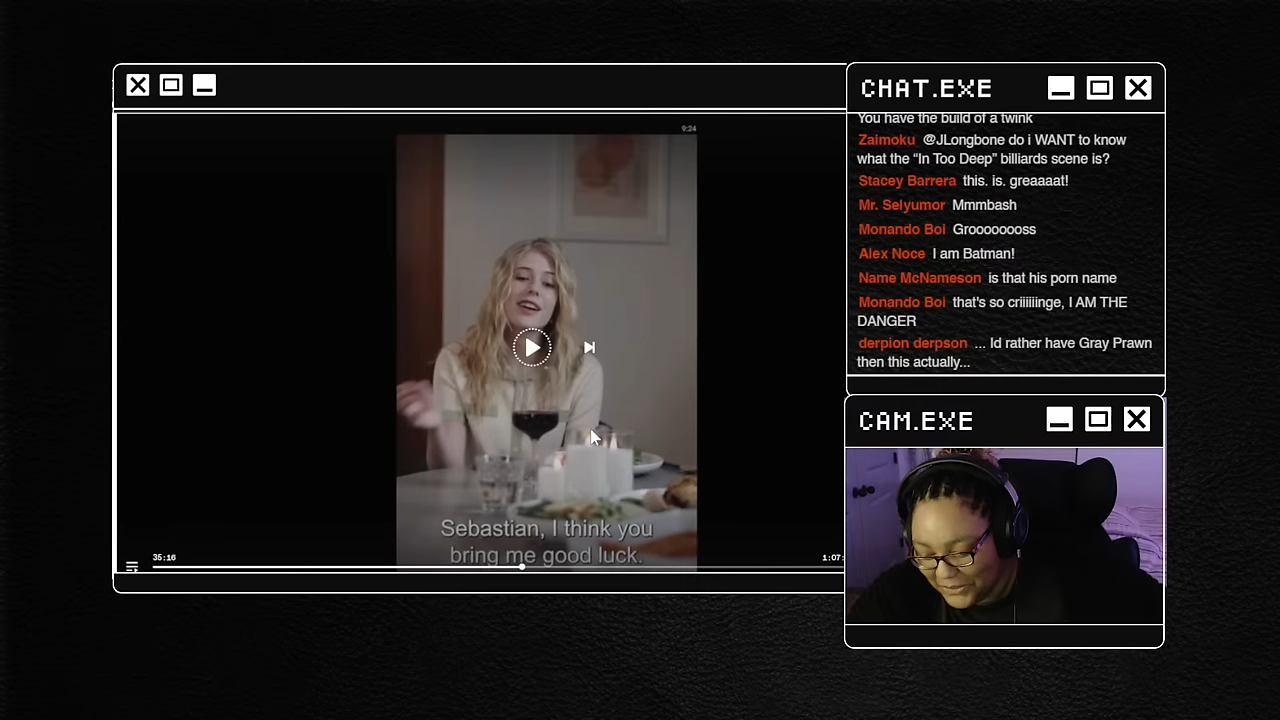 CHAT.EXE
You have the build of a twink
Zaimoku @JLongbone do i WANT to know
what the “In Too Deep” billiards scene is?
Stacey Barrera this. is. greaaaat!
Mr. Selyumor Mmmbash
Monando Boi Groooooooss
Alex Noce I am Batman!
Name McNameson is that his porn name
Monando Boi that's so criiiiiinge, I AM THE
DANGER
derpion derpson ... Id rather have Gray Prawn
then this actually...
9:24
Sebastian, I think you
bring me good luck.
35:16
1:07:
CAM.EXE